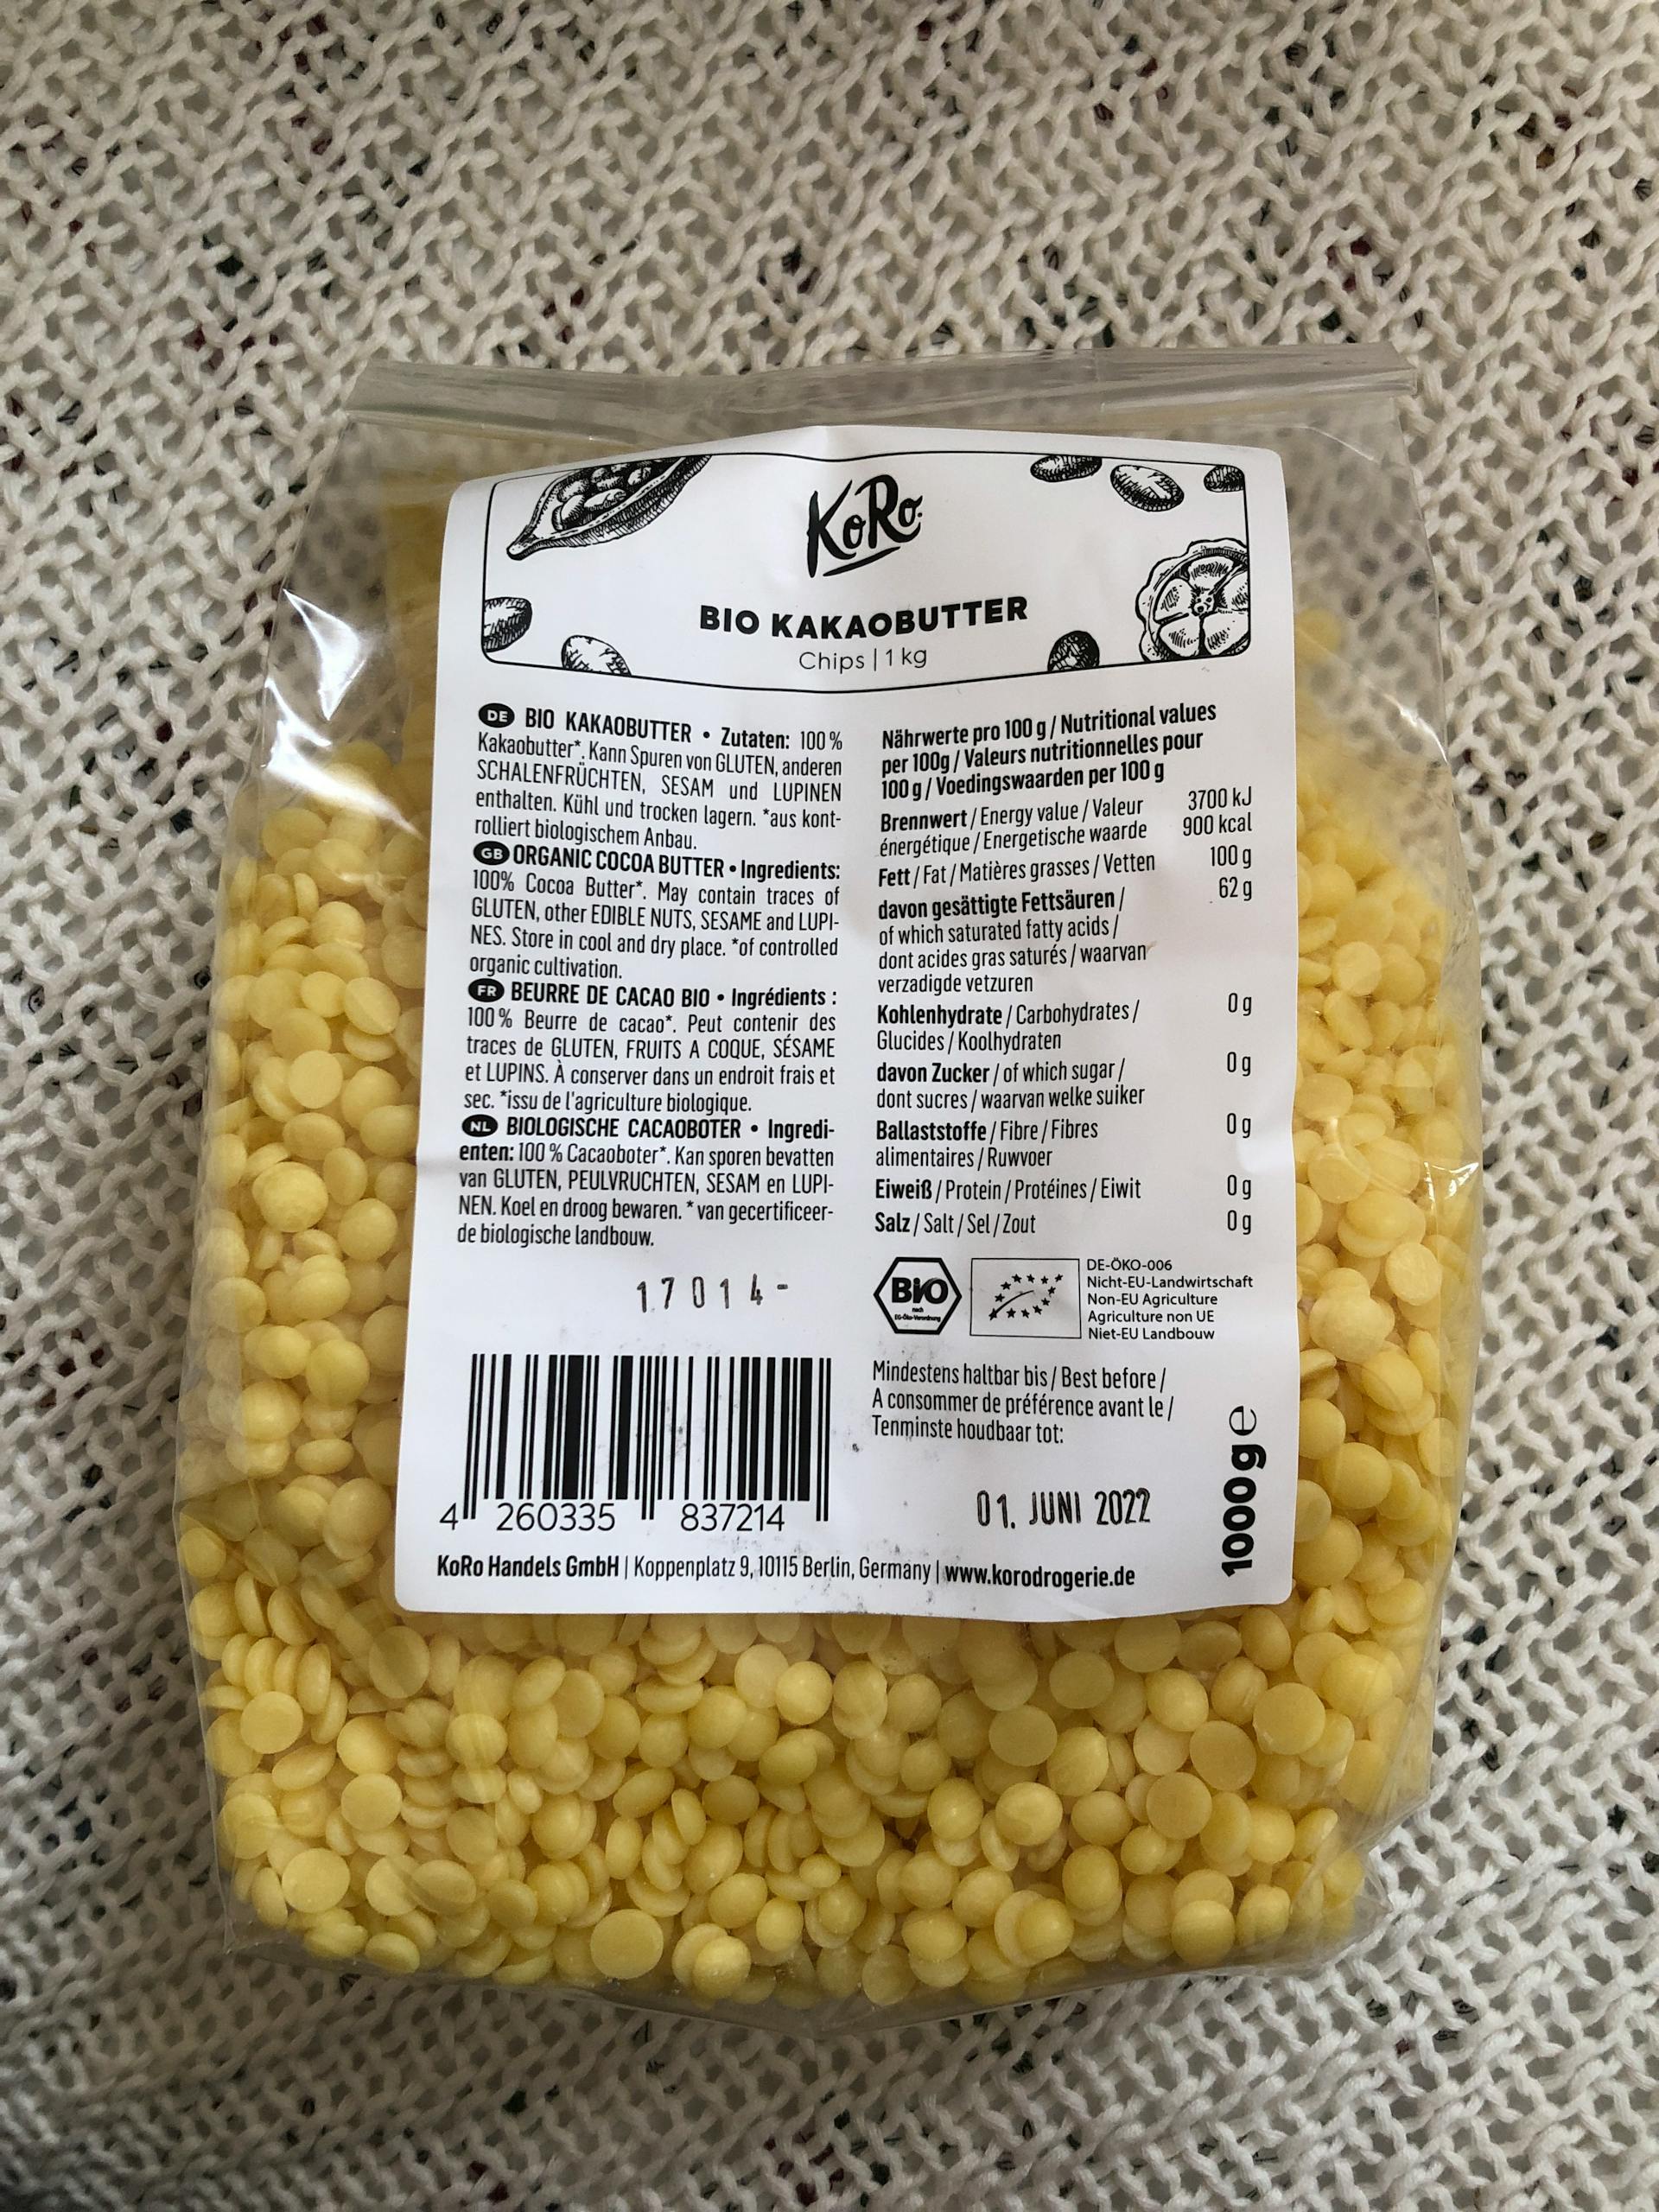 KoRo
BIO KAKAOBUTTER
Chips | 1 kg
DE BIO KAKAOBUTTER • Zutaten: 100 %
Kakaobutter*. Kann Spuren von GLUTEN, anderen
SCHALENFRÜCHTEN, SESAM und LUPINEN
enthalten. Kühl und trocken lagern. *aus kont-
rolliert biologischem Anbau.
GB ORGANIC COCOA BUTTER • Ingredients:
100% Cocoa Butter*. May contain traces of
GLUTEN, other EDIBLE NUTS, SESAME and LUPI-
NES. Store in cool and dry place. *of controlled
organic cultivation.
FR BEURRE DE CACAO BIO • Ingrédients :
100 % Beurre de cacao*. Peut contenir des
traces de GLUTEN, FRUITS A COQUE, SÉSAME
et LUPINS. À conserver dans un endroit frais et
sec. *issu de l'agriculture biologique.
NL BIOLOGISCHE CACAOBOTER • Ingredi-
enten: 100 % Cacaoboter*. Kan sporen bevatten
van GLUTEN, PEULVRUCHTEN, SESAM en LUPI-
NEN. Koel en droog bewaren. * van gecertificeer-
de biologische landbouw.
17014-
4 260335 837214
Nährwerte pro 100 g / Nutritional values
per 100g / Valeurs nutritionnelles pour
100 g / Voedingswaarden per 100 g
Brennwert / Energy value / Valeur 3700 kJ
énergétique / Energetische waarde 900 kcal
Fett / Fat / Matières grasses / Vetten 100 g
davon gesättigte Fettsäuren / 62 g
of which saturated fatty acids /
dont acides gras saturés / waarvan
verzadigde vetzuren
Kohlenhydrate / Carbohydrates / 0 g
Glucides / Koolhydraten
davon Zucker / of which sugar / 0 g
dont sucres / waarvan welke suiker
Ballaststoffe / Fibre / Fibres 0 g
alimentaires / Ruwvoer
Eiweiß / Protein / Protéines / Eiwit 0 g
Salz / Salt / Sel / Zout 0 g
BIO
nach
EG-Öko-Verordnung
DE-ÖKO-006
Nicht-EU-Landwirtschaft
Non-EU Agriculture
Agriculture non UE
Niet-EU Landbouw
Mindestens haltbar bis / Best before /
A consommer de préférence avant le /
Tenminste houdbaar tot:
01. JUNI 2022
1000 g e
KoRo Handels GmbH | Koppenplatz 9, 10115 Berlin, Germany | www.korodrogerie.de